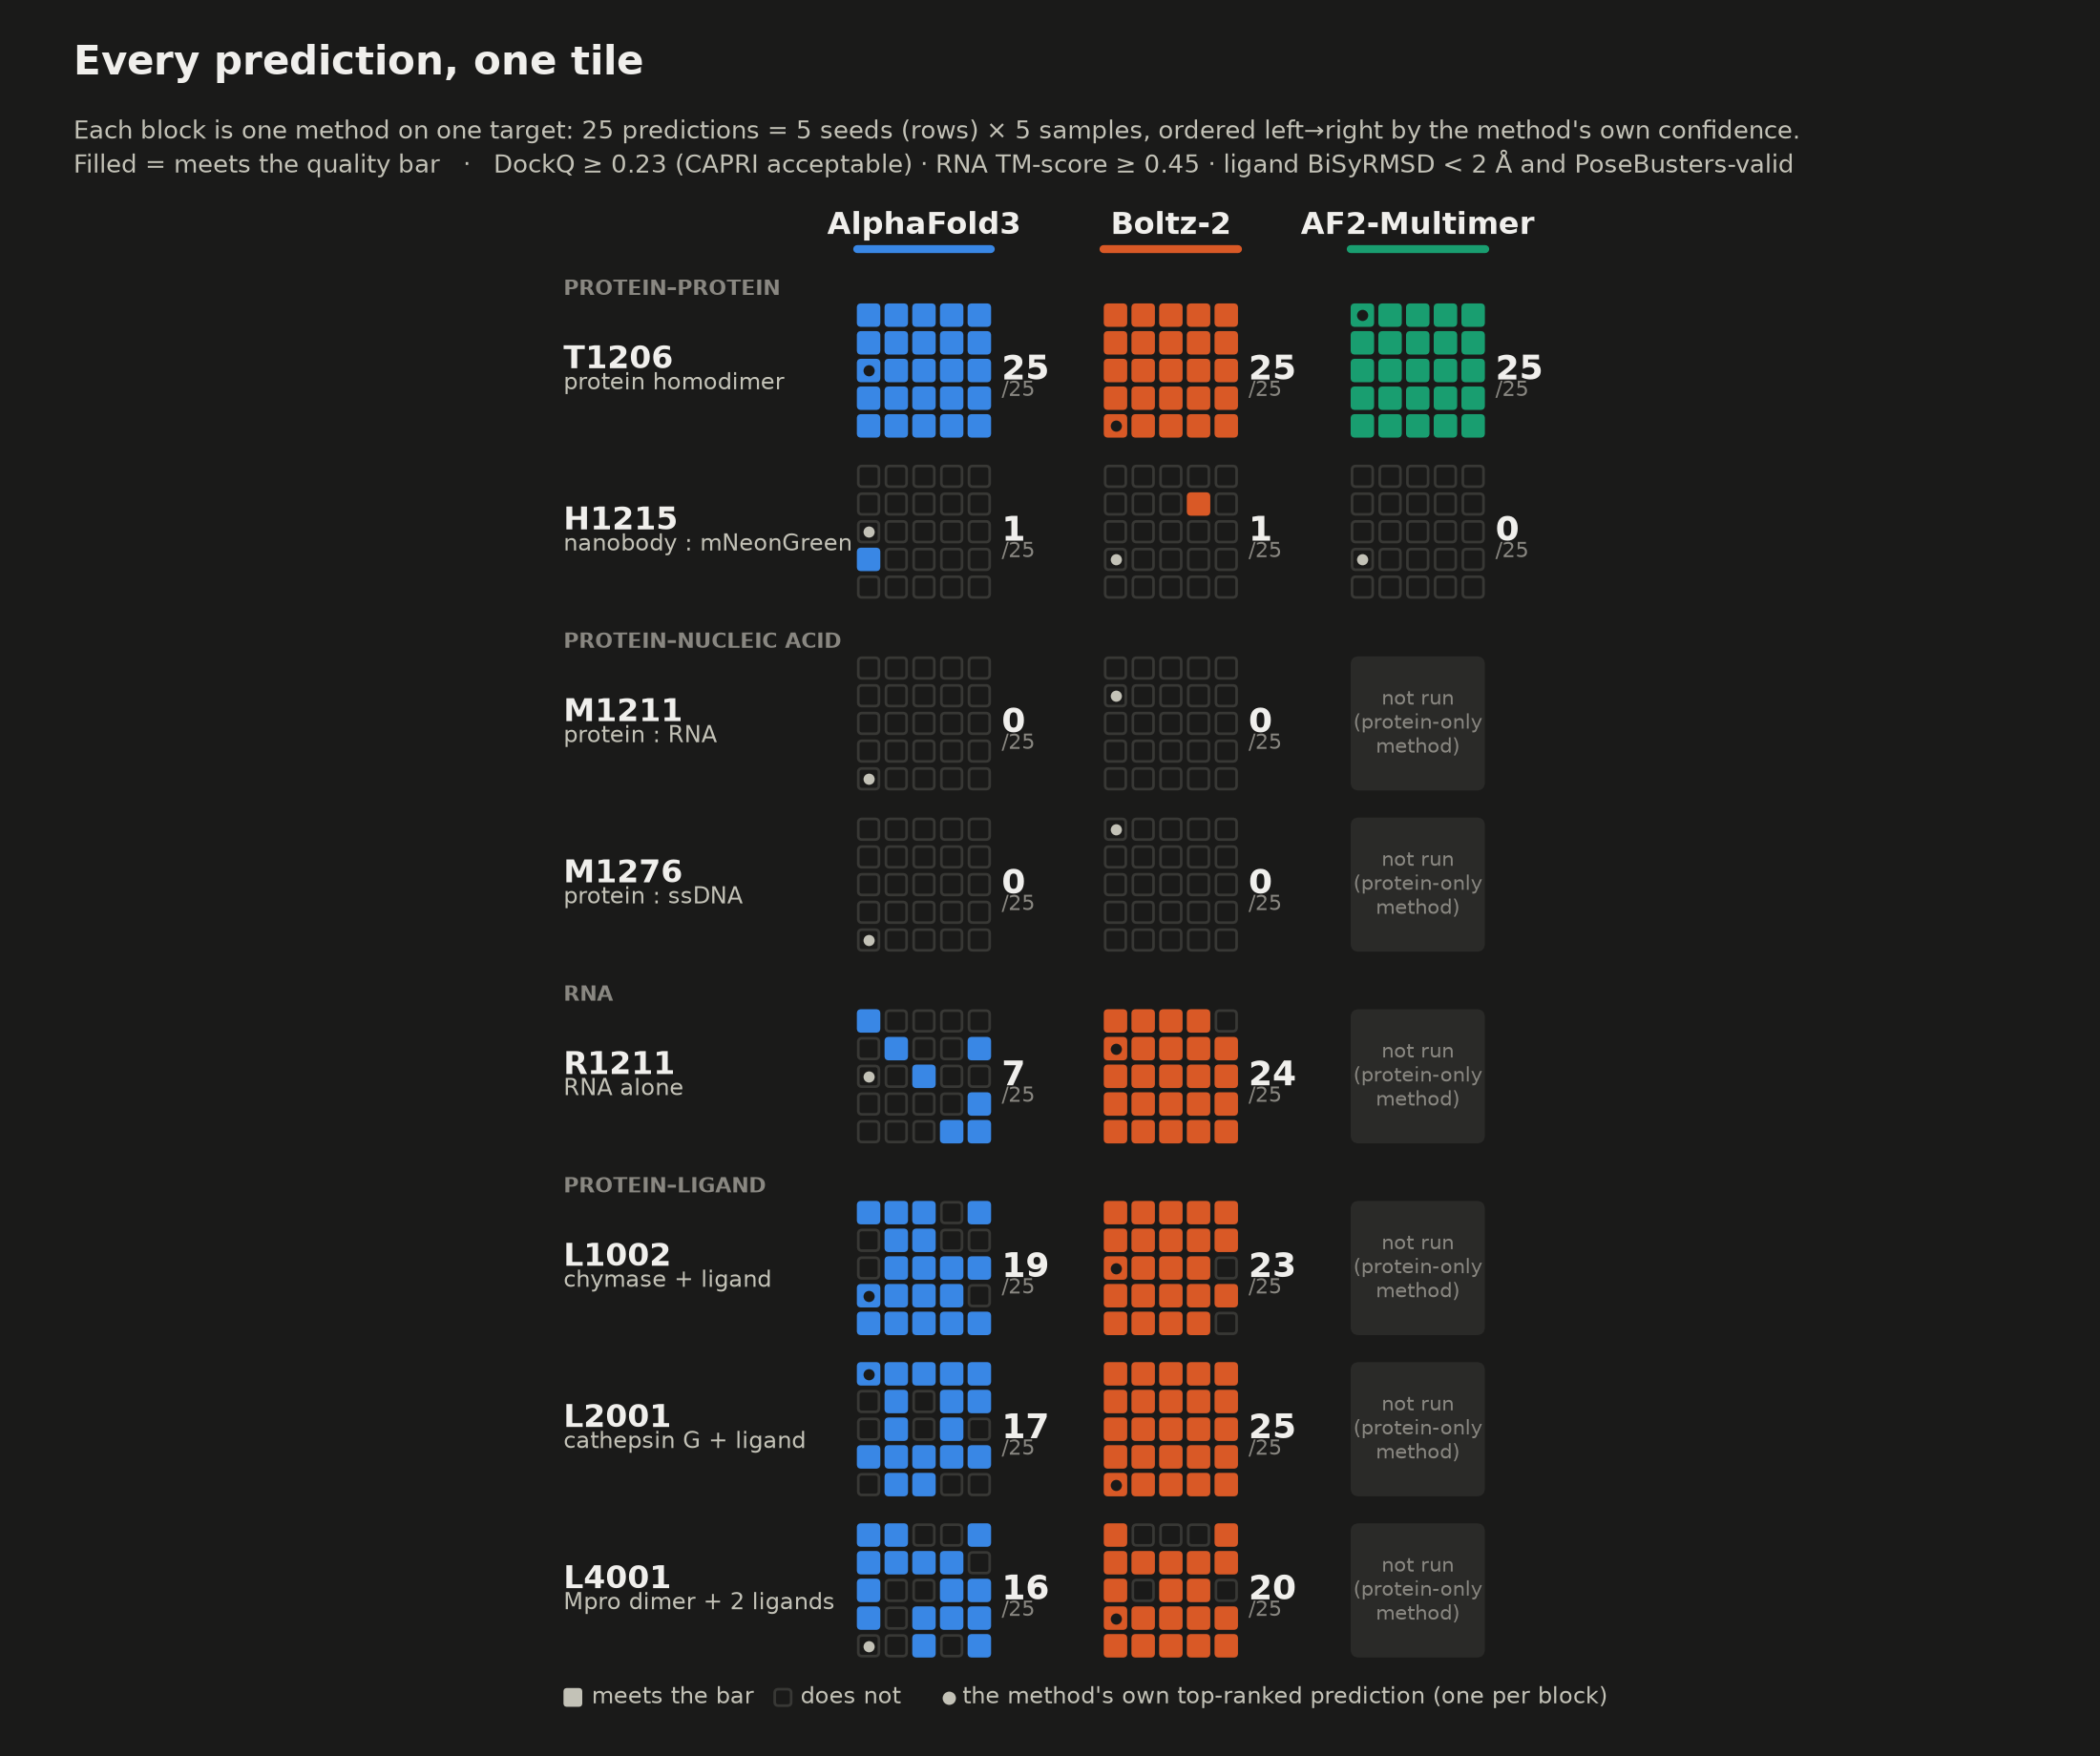 Every prediction, one tile
Each block is one method on one target: 25 predictions = 5 seeds (rows) × 5 samples, ordered left→right by the method's own confidence.
Filled = meets the quality bar · DockQ ≥ 0.23 (CAPRI acceptable) · RNA TM-score ≥ 0.45 · ligand BiSyRMSD < 2 Å and PoseBusters-valid
AlphaFold3 Boltz-2 AF2-Multimer
PROTEIN–PROTEIN
T1206
protein homodimer
25
/25
25
/25
25
/25
H1215
nanobody : mNeonGreen
1
/25
1
/25
0
/25
PROTEIN–NUCLEIC ACID
M1211
protein : RNA
0
/25
0
/25
not run
(protein-only
method)
M1276
protein : ssDNA
0
/25
0
/25
not run
(protein-only
method)
RNA
R1211
RNA alone
7
/25
24
/25
not run
(protein-only
method)
PROTEIN–LIGAND
L1002
chymase + ligand
19
/25
23
/25
not run
(protein-only
method)
L2001
cathepsin G + ligand
17
/25
25
/25
not run
(protein-only
method)
L4001
Mpro dimer + 2 ligands
16
/25
20
/25
not run
(protein-only
method)
meets the bar does not the method's own top-ranked prediction (one per block)